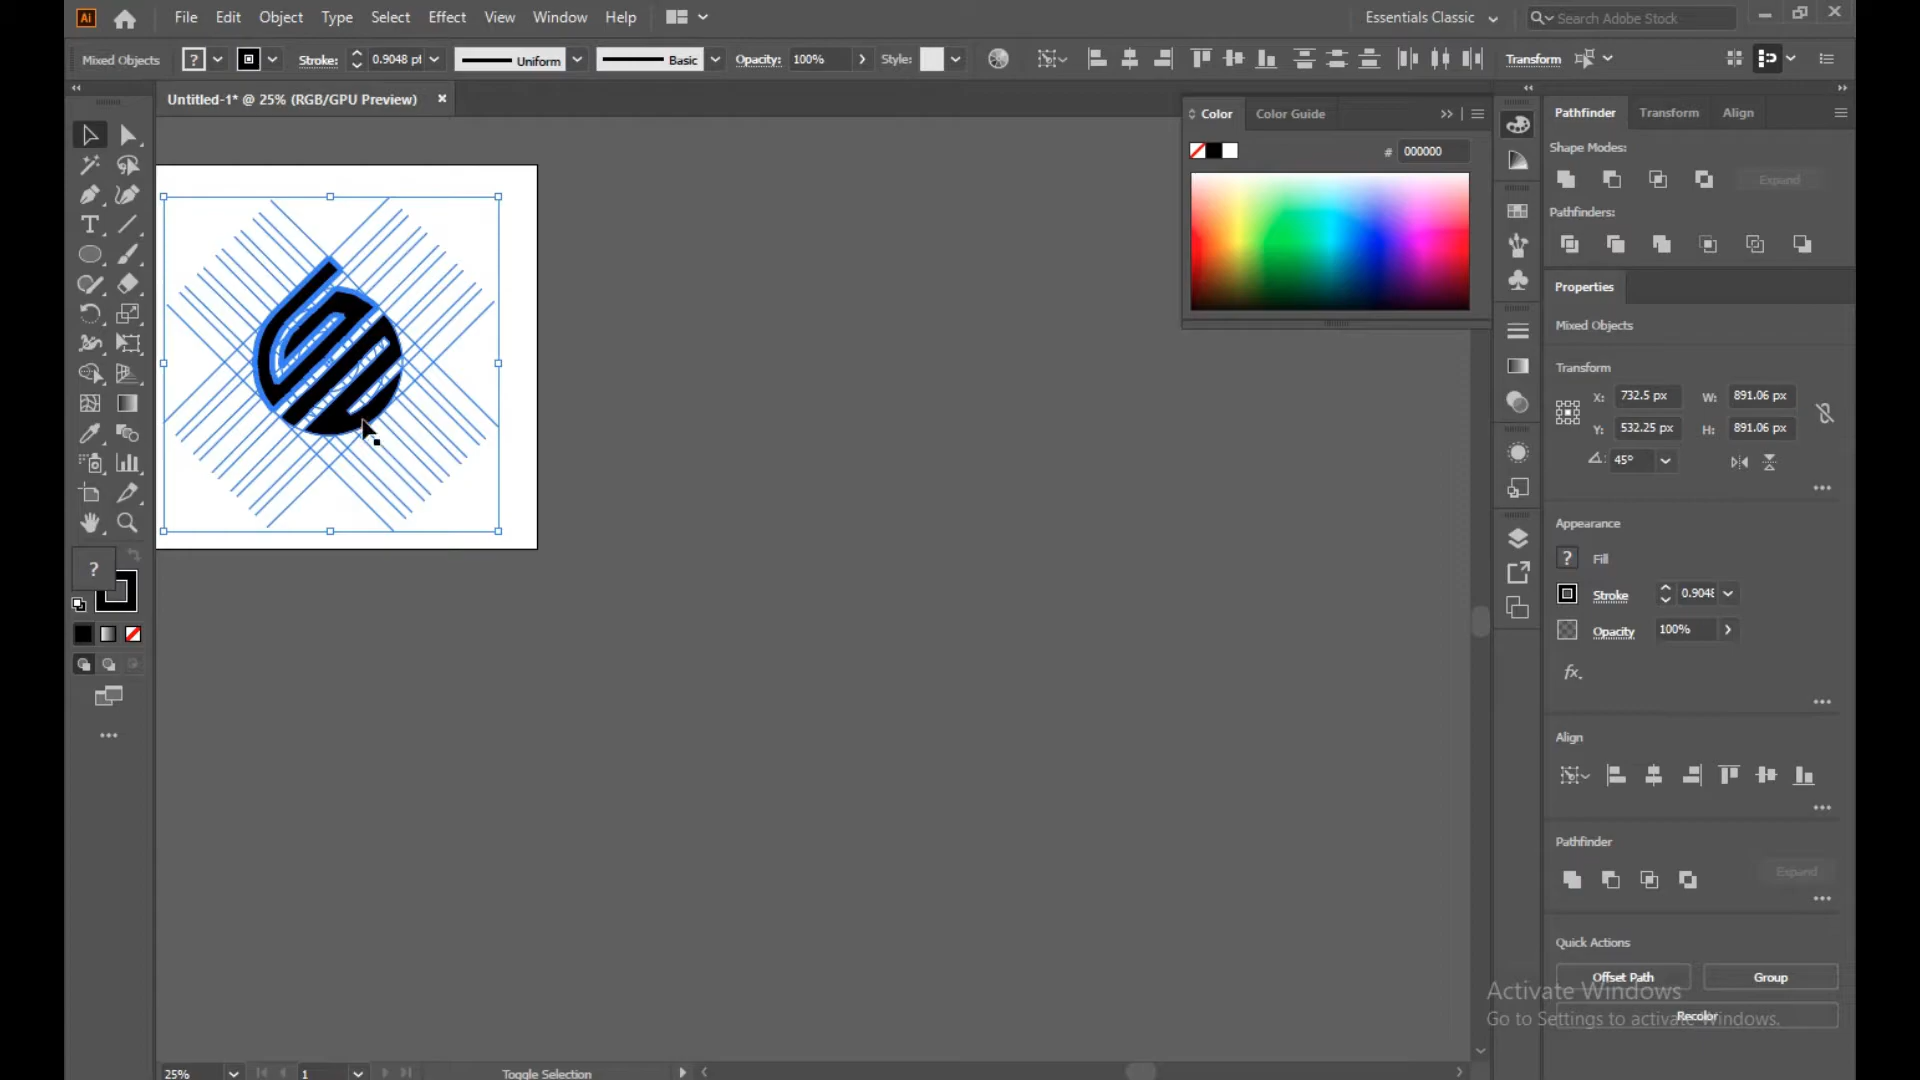 Ai File Edit Object Type Select Effect View Window Help Essentials Classic Search Adobe Stock
Mixed Objects ? Stroke: 0.9048 pt Uniform Basic Opacity: 100% Style: Transform
Untitled-1* @ 25% (RGB/GPU Preview)
Color Color Guide
# 000000
Pathfinder Transform Align
Shape Modes:
Expand
Pathfinders:
Properties
Mixed Objects
Transform
X: 732.5 px W: 891.06 px
Y: 532.25 px H: 891.06 px
45°
Appearance
? Fill
Stroke 0.9048
Opacity 100%
fx.
Align
Pathfinder
Expand
Quick Actions
Offset Path Group
Recolor
Activate Windows
Go to Settings to activate Windows.
T
?
25% 1 Toggle Selection